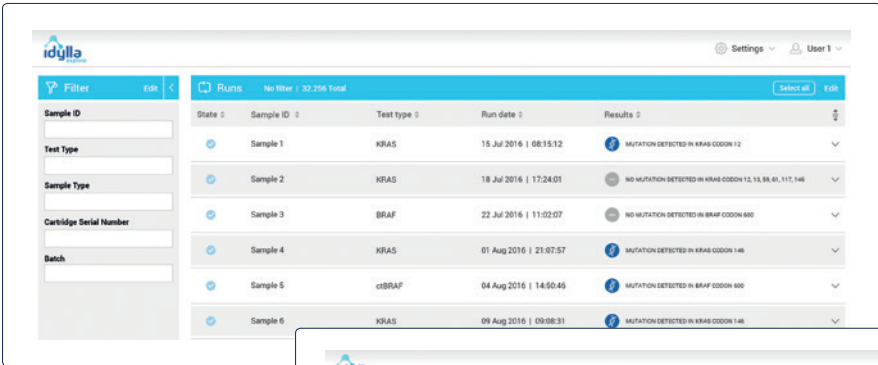 idylla
explore
Settings
User 1
Filter Edit
Runs No filter | 32.256 Total Select all Edit
Sample ID
Test Type
Sample Type
Cartridge Serial Number
Batch
State Sample ID Test type Run date Results
Sample 1 KRAS 15 Jul 2016 | 08:15:12 MUTATION DETECTED IN KRAS CODON 12
Sample 2 KRAS 18 Jul 2016 | 17:24:01 NO MUTATION DETECTED IN KRAS CODON 12, 13, 59, 61, 117, 146
Sample 3 BRAF 22 Jul 2016 | 11:02:07 NO MUTATION DETECTED IN BRAF CODON 600
Sample 4 KRAS 01 Aug 2016 | 21:07:57 MUTATION DETECTED IN KRAS CODON 146
Sample 5 ctBRAF 04 Aug 2016 | 14:50:46 MUTATION DETECTED IN BRAF CODON 600
Sample 6 KRAS 09 Aug 2016 | 09:08:31 MUTATION DETECTED IN KRAS CODON 146